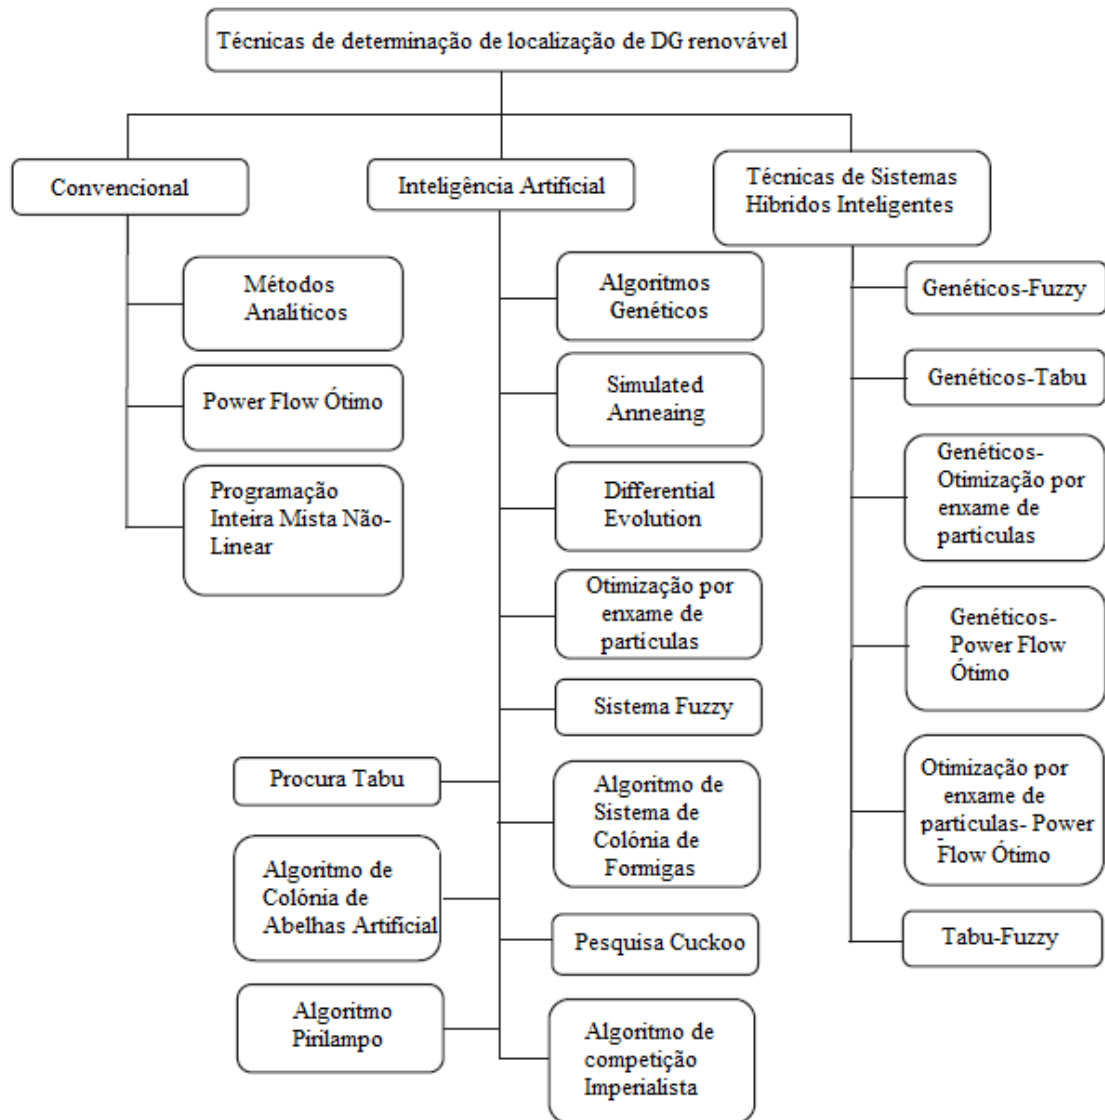 Técnicas de determinação de localização de DG renovável
Convencional
Métodos
Analíticos
Power Flow Ótimo
Programação
Inteira Mista Não-
Linear
Inteligência Artificial
Algoritmos
Genéticos
Simulated
Anneaing
Differential
Evolution
Otimização por
enxame de
partículas
Sistema Fuzzy
Procura Tabu
Algoritmo de
Sistema de
Colónia de
Formigas
Algoritmo de
Colónia de
Abelhas Artificial
Pesquisa Cuckoo
Algoritmo
Pirilampo
Algoritmo de
competição
Imperialista
Técnicas de Sistemas
Hibridos Inteligentes
Genéticos-Fuzzy
Genéticos-Tabu
Genéticos-
Otimização por
enxame de
partículas
Genéticos-
Power Flow
Ótimo
Otimização por
enxame de
partículas- Power
Flow Ótimo
Tabu-Fuzzy